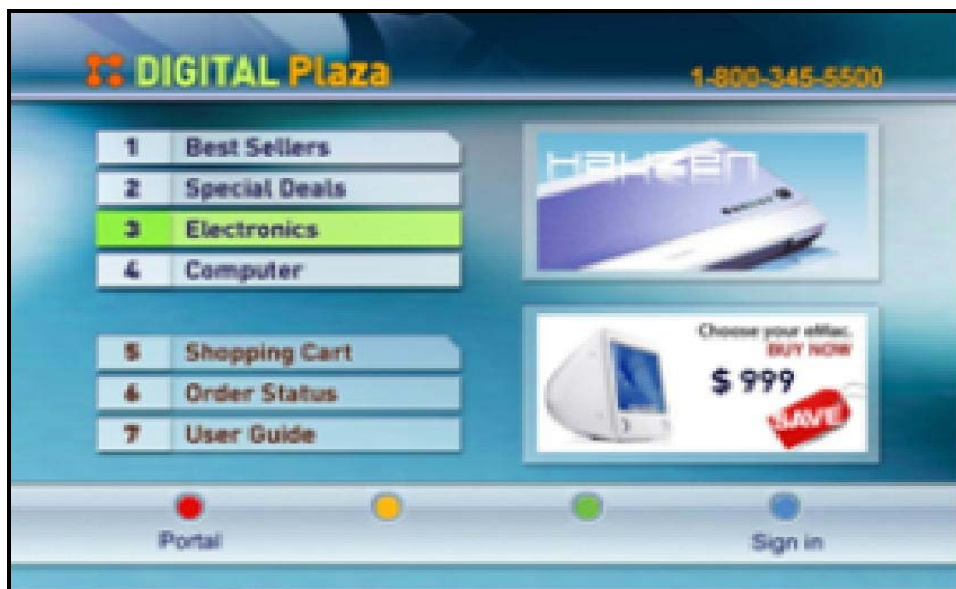 DIGITAL Plaza
1-800-345-5500
1 Best Sellers
2 Special Deals
3 Electronics
4 Computer
5 Shopping Cart
6 Order Status
7 User Guide
Choose your eMac.
BUY NOW
$ 999
SAVE
Portal
Sign in